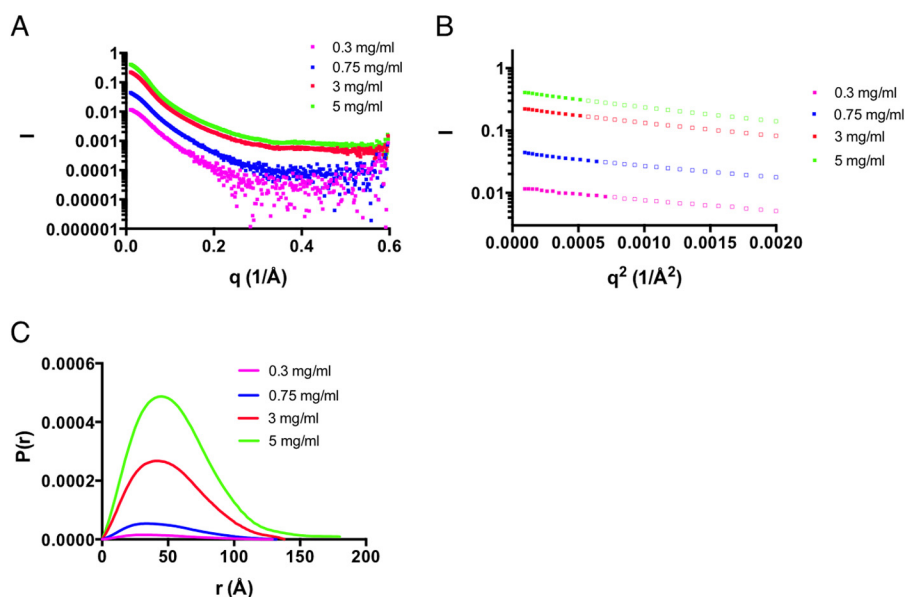 A
0.3 mg/ml
0.75 mg/ml
3 mg/ml
5 mg/ml
1
0.1
0.01
0.001
0.0001
0.00001
0.000001
I
0.0
0.2
0.4
0.6
q (1/Å)
B
1
0.1
0.01
I
0.0000
0.0005
0.0010
0.0015
0.0020
q² (1/Å²)
0.3 mg/ml
0.75 mg/ml
3 mg/ml
5 mg/ml
C
0.0006
0.0004
0.0002
0.0000
P(r)
0.3 mg/ml
0.75 mg/ml
3 mg/ml
5 mg/ml
0
50
100
150
200
r (Å)